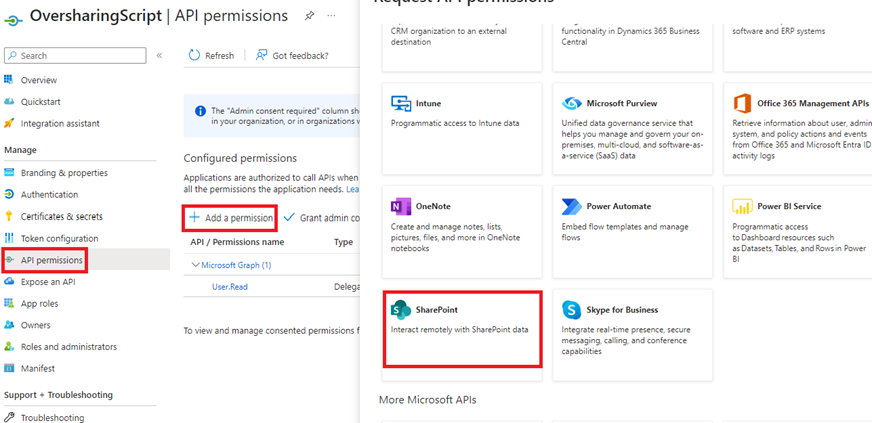 OversharingScript | API permissions
Search
Overview
Quickstart
Integration assistant
Manage
Branding & properties
Authentication
Certificates & secrets
Token configuration
API permissions
Expose an API
App roles
Owners
Roles and administrators
Manifest
Support + Troubleshooting
Troubleshooting
Refresh
Got feedback?
The "Admin consent required" column
in your organization, or in organizations
Configured permissions
Applications are authorized to call APIs when
all the permissions the application needs.
Add a permission
Grant admin
API / Permissions name
Type
Microsoft Graph (1)
User.Read
To view and manage consented permissions
Request API permissions
CRM organization to an external
destination
functionality in Dynamics 365 Business
Central
software and ERP systems
Intune
Programmatic access to Intune data
Microsoft Purview
Unified data governance service that
helps you manage and govern your on-
premises, multi-cloud, and software-as-
a-service (SaaS) data
Office 365 Management APIs
Retrieve information about user, admin
system, and policy actions and events
from Office 365 and Microsoft Entra ID
activity logs
OneNote
Create and manage notes, lists,
pictures, files, and more in OneNote
notebooks
Power Automate
Embed flow templates and manage
flows
Power BI Service
Programmatic access
to Dashboard resources such
as Datasets, Tables, and Rows in Power
BI
SharePoint
Interact remotely with SharePoint data
Skype for Business
Integrate real-time presence, secure
messaging, calling, and conference
capabilities
More Microsoft APIs